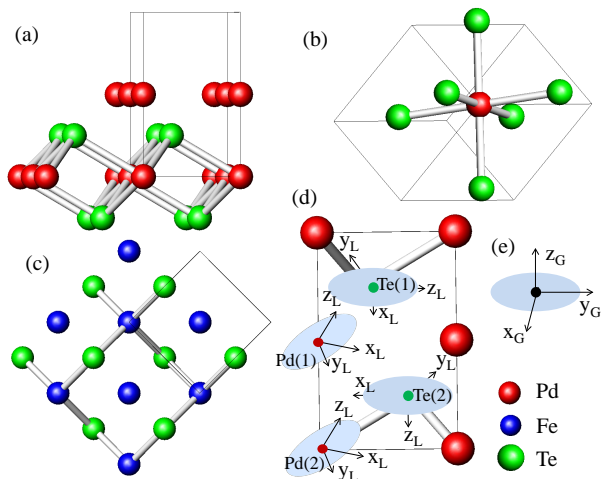 (a)
(b)
(c)
(d)
(e)
y_L
Te(1)
z_L
x_L
z_L
Pd(1)
x_L
y_L
y_L
x_L
Te(2)
z_L
z_L
Pd(2)
x_L
y_L
z_G
y_G
x_G
Pd
Fe
Te